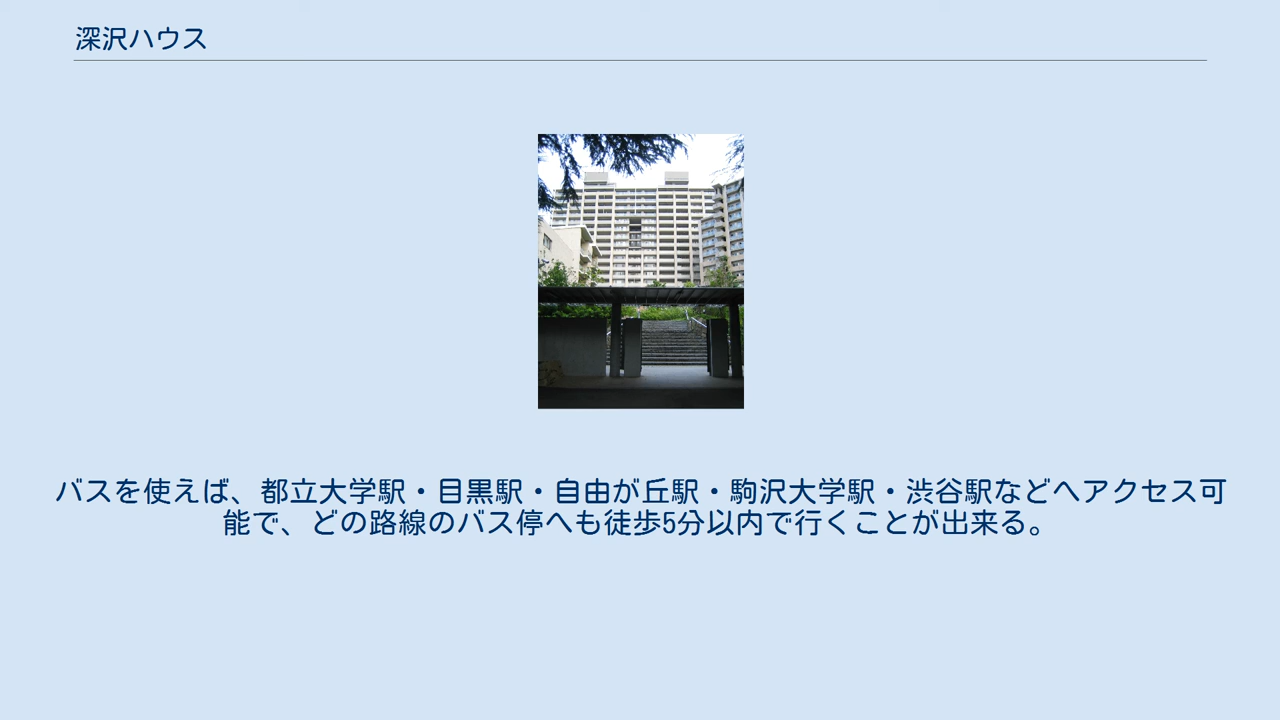 深沢ハウス
バスを使えば、都立大学駅・目黒駅・自由が丘駅・駒沢大学駅・渋谷駅などへアクセス可
能で、どの路線のバス停へも徒歩5分以内で行くことが出来る。